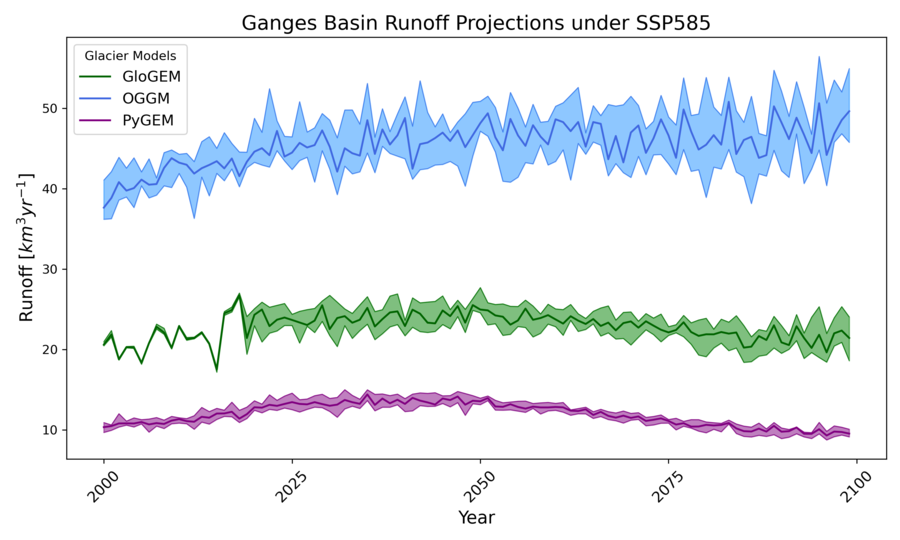 Ganges Basin Runoff Projections under SSP585
Glacier Models
GloGEM
OGGM
PyGEM
50
40
30
20
10
Runoff [km³yr⁻¹]
2000
2025
2050
2075
2100
Year